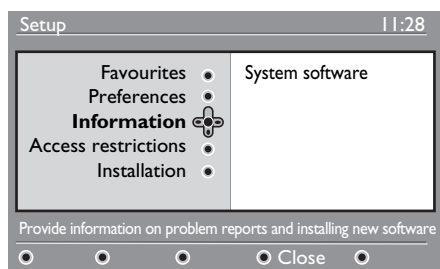 Setup 11:28
Favourites System software
Preferences
Information
Access restrictions
Installation
Provide information on problem reports and installing new software
Close